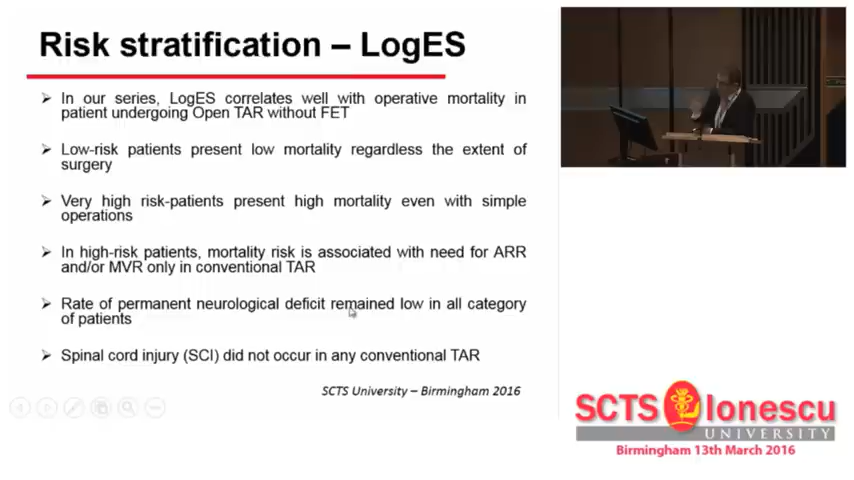 Risk stratification – LogES
In our series, LogES correlates well with operative mortality in
patient undergoing Open TAR without FET
Low-risk patients present low mortality regardless the extent of
surgery
Very high risk-patients present high mortality even with simple
operations
In high-risk patients, mortality risk is associated with need for ARR
and/or MVR only in conventional TAR
Rate of permanent neurological deficit remained low in all category
of patients
Spinal cord injury (SCI) did not occur in any conventional TAR
SCTS University – Birmingham 2016
SCTS Ionescu
UNIVERSITY
Birmingham 13th March 2016